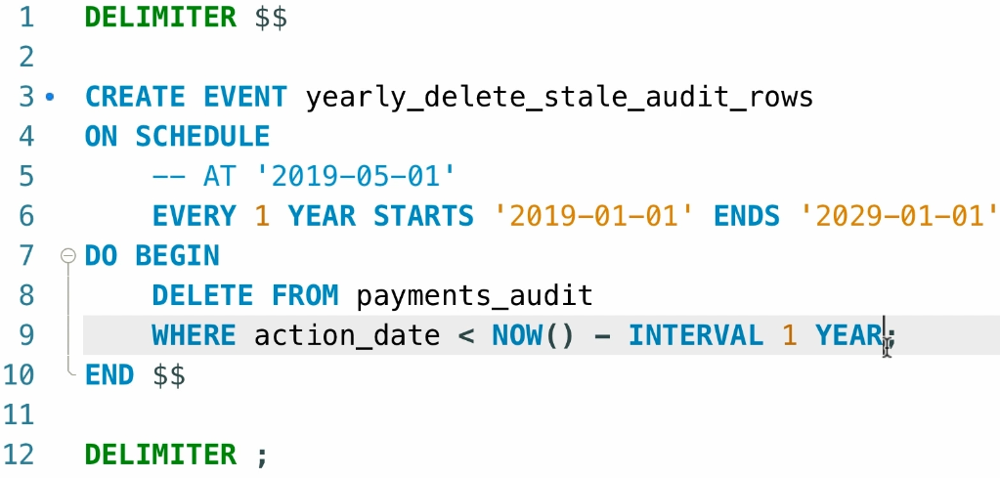 1 DELIMITER $$
2
3 CREATE EVENT yearly_delete_stale_audit_rows
4 ON SCHEDULE
5 -- AT '2019-05-01'
6 EVERY 1 YEAR STARTS '2019-01-01' ENDS '2029-01-01'
7 DO BEGIN
8 DELETE FROM payments_audit
9 WHERE action_date < NOW() - INTERVAL 1 YEAR;
10 END $$
11
12 DELIMITER ;